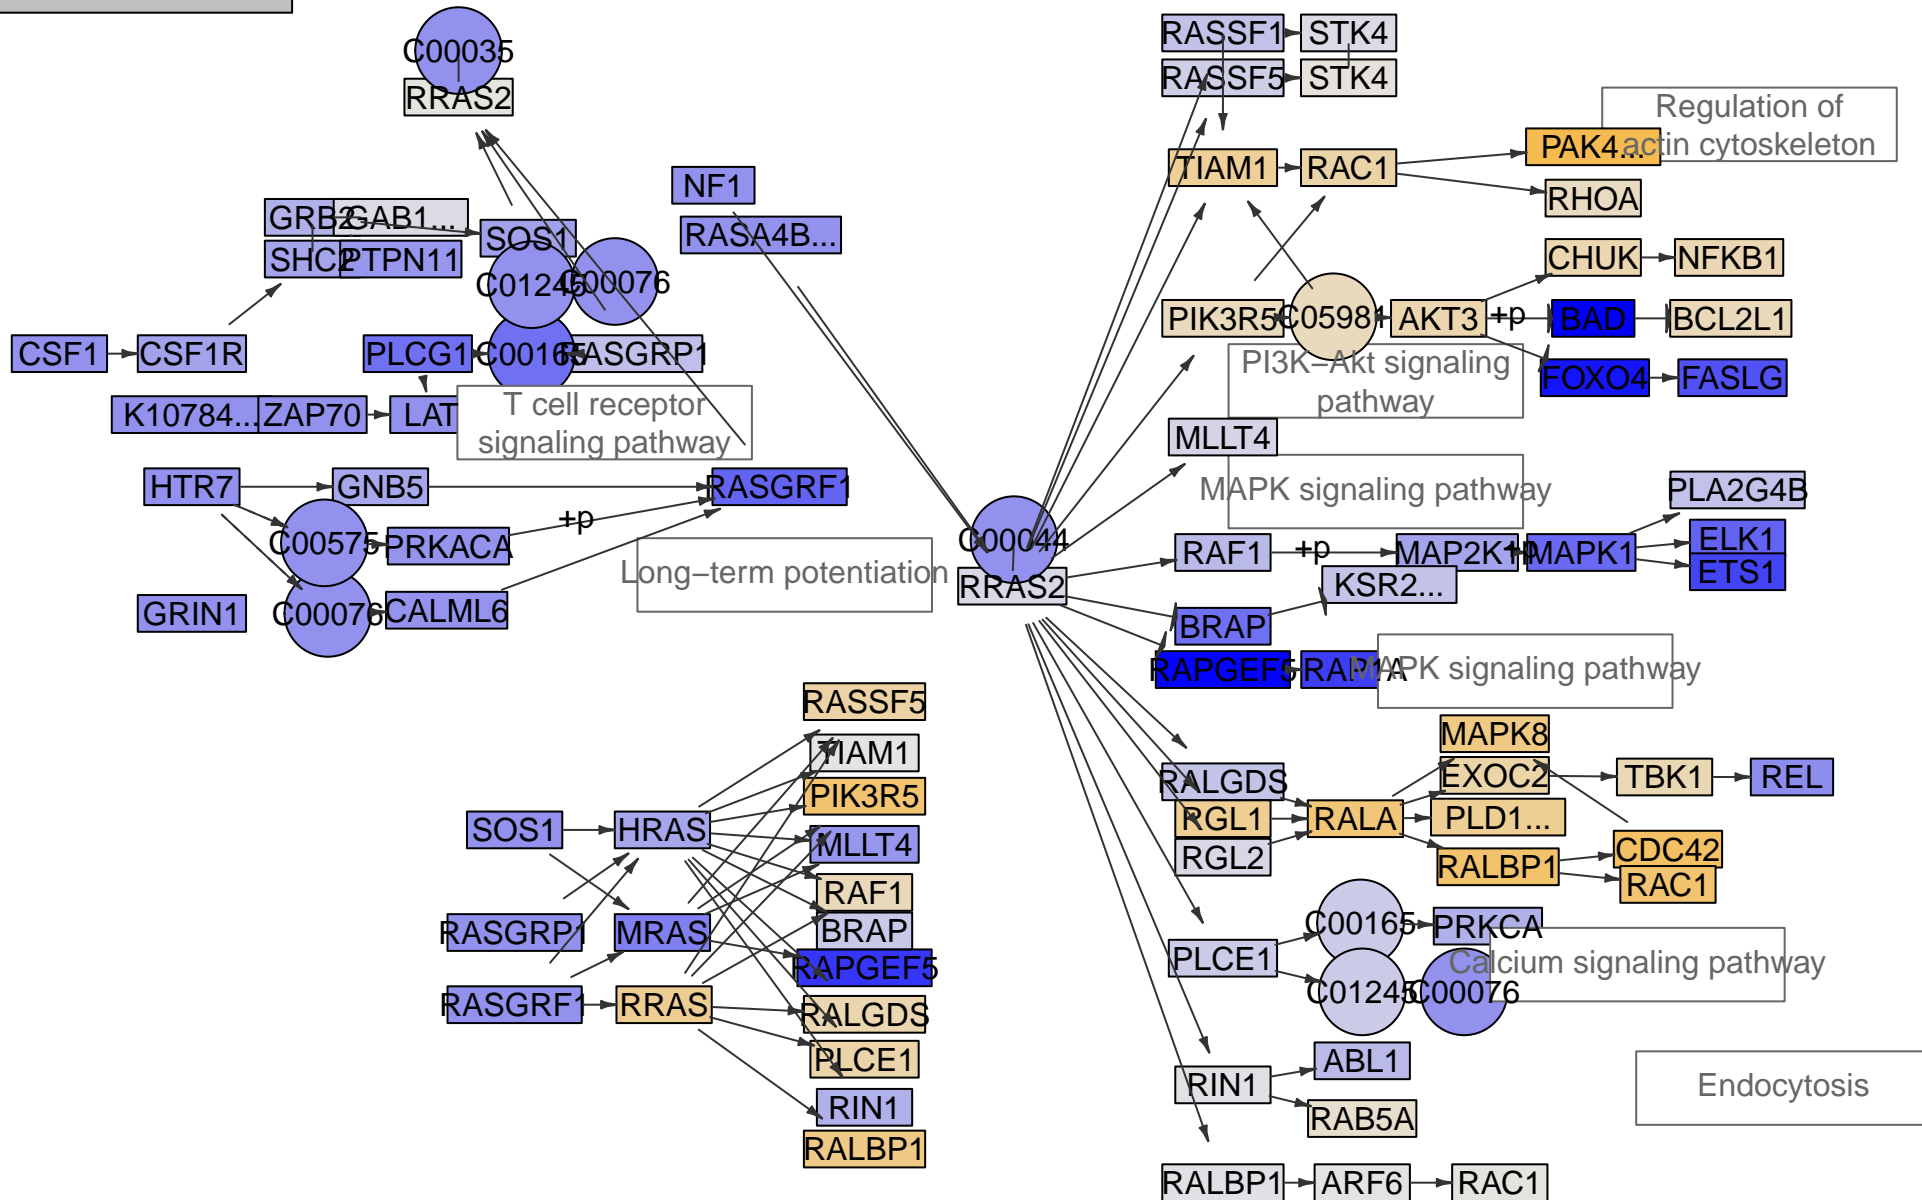 C00035
RRAS2
NF1
RASA4B...
GRB2
GAB1...
SOS1
SHC2
PTPN11
C01245
C00076
CSF1
CSF1R
PLCG1
C00165
RASGRP1
K10784...
ZAP70
LAT
T cell receptor
signaling pathway
HTR7
GNB5
RASGRF1
+p
C00575
PRKACA
Long−term potentiation
GRIN1
C00076
CALML6
C00044
RRAS2
RASSF1
STK4
RASSF5
STK4
Regulation of
actin cytoskeleton
PAK4...
TIAM1
RAC1
RHOA
CHUK
NFKB1
PIK3R5
C05981
AKT3
+p
BAD
BCL2L1
PI3K−Akt signaling
pathway
FOXO4
FASLG
MLLT4
MAPK signaling pathway
PLA2G4B
RAF1
+p
MAP2K1
+p
MAPK1
ELK1
ETS1
KSR2...
BRAP
RAPGEF5
RAP1A
MAPK signaling pathway
RASSF5
TIAM1
PIK3R5
SOS1
HRAS
MLLT4
RAF1
RASGRP1
MRAS
BRAP
RAPGEF5
RASGRF1
RRAS
RALGDS
PLCE1
RIN1
RALBP1
MAPK8
RALGDS
EXOC2
TBK1
REL
RGL1
RALA
PLD1...
RGL2
RALBP1
CDC42
RAC1
C00165
PRKCA
PLCE1
Calcium signaling pathway
C01245
C00076
RIN1
ABL1
RAB5A
Endocytosis
RALBP1
ARF6
RAC1